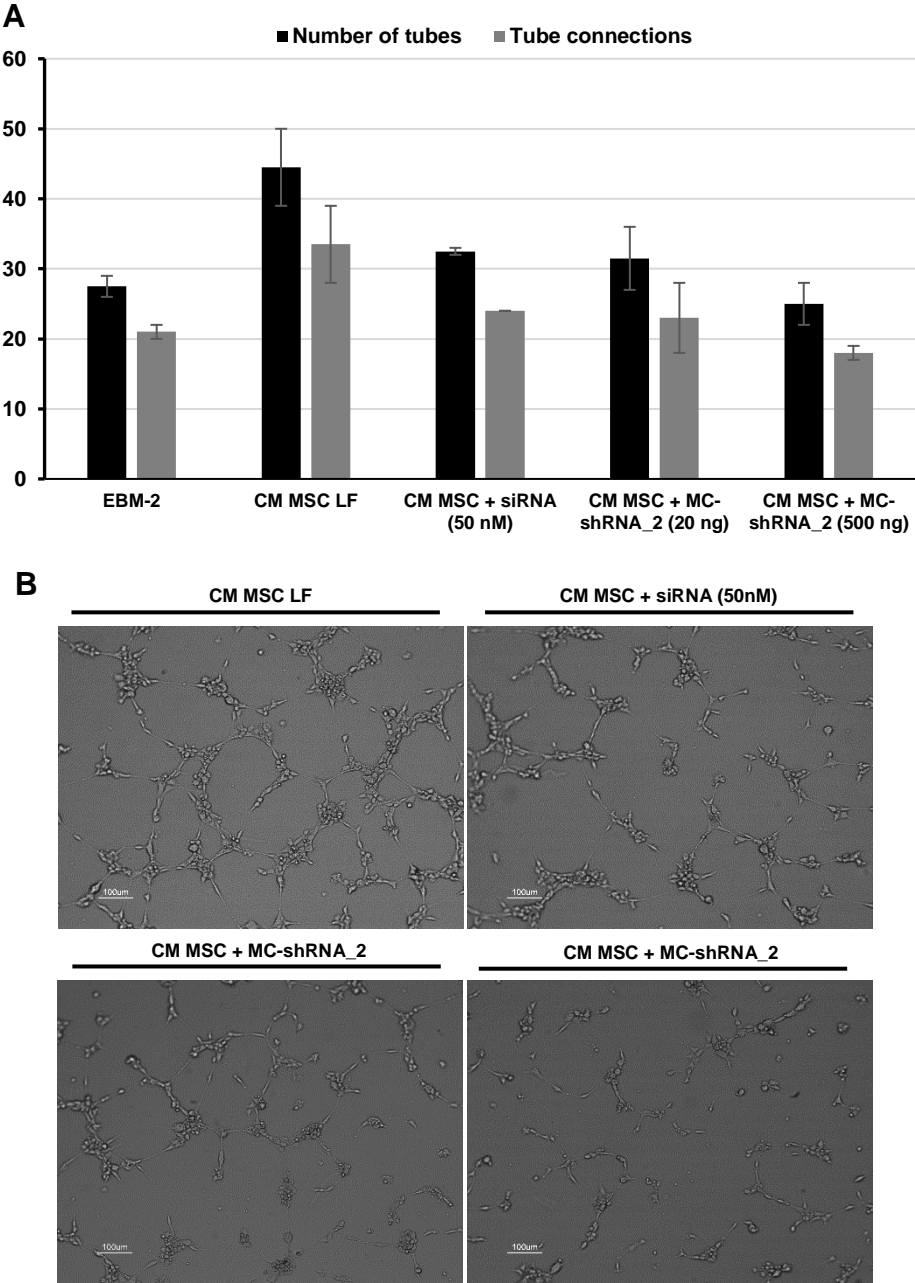 A
Number of tubes Tube connections
60
50
40
30
20
10
0
EBM-2
CM MSC LF
CM MSC + siRNA
(50 nM)
CM MSC + MC-
shRNA_2 (20 ng)
CM MSC + MC-
shRNA_2 (500 ng)
B
CM MSC LF
CM MSC + siRNA (50nM)
100um
100um
CM MSC + MC-shRNA_2
CM MSC + MC-shRNA_2
100um
100um